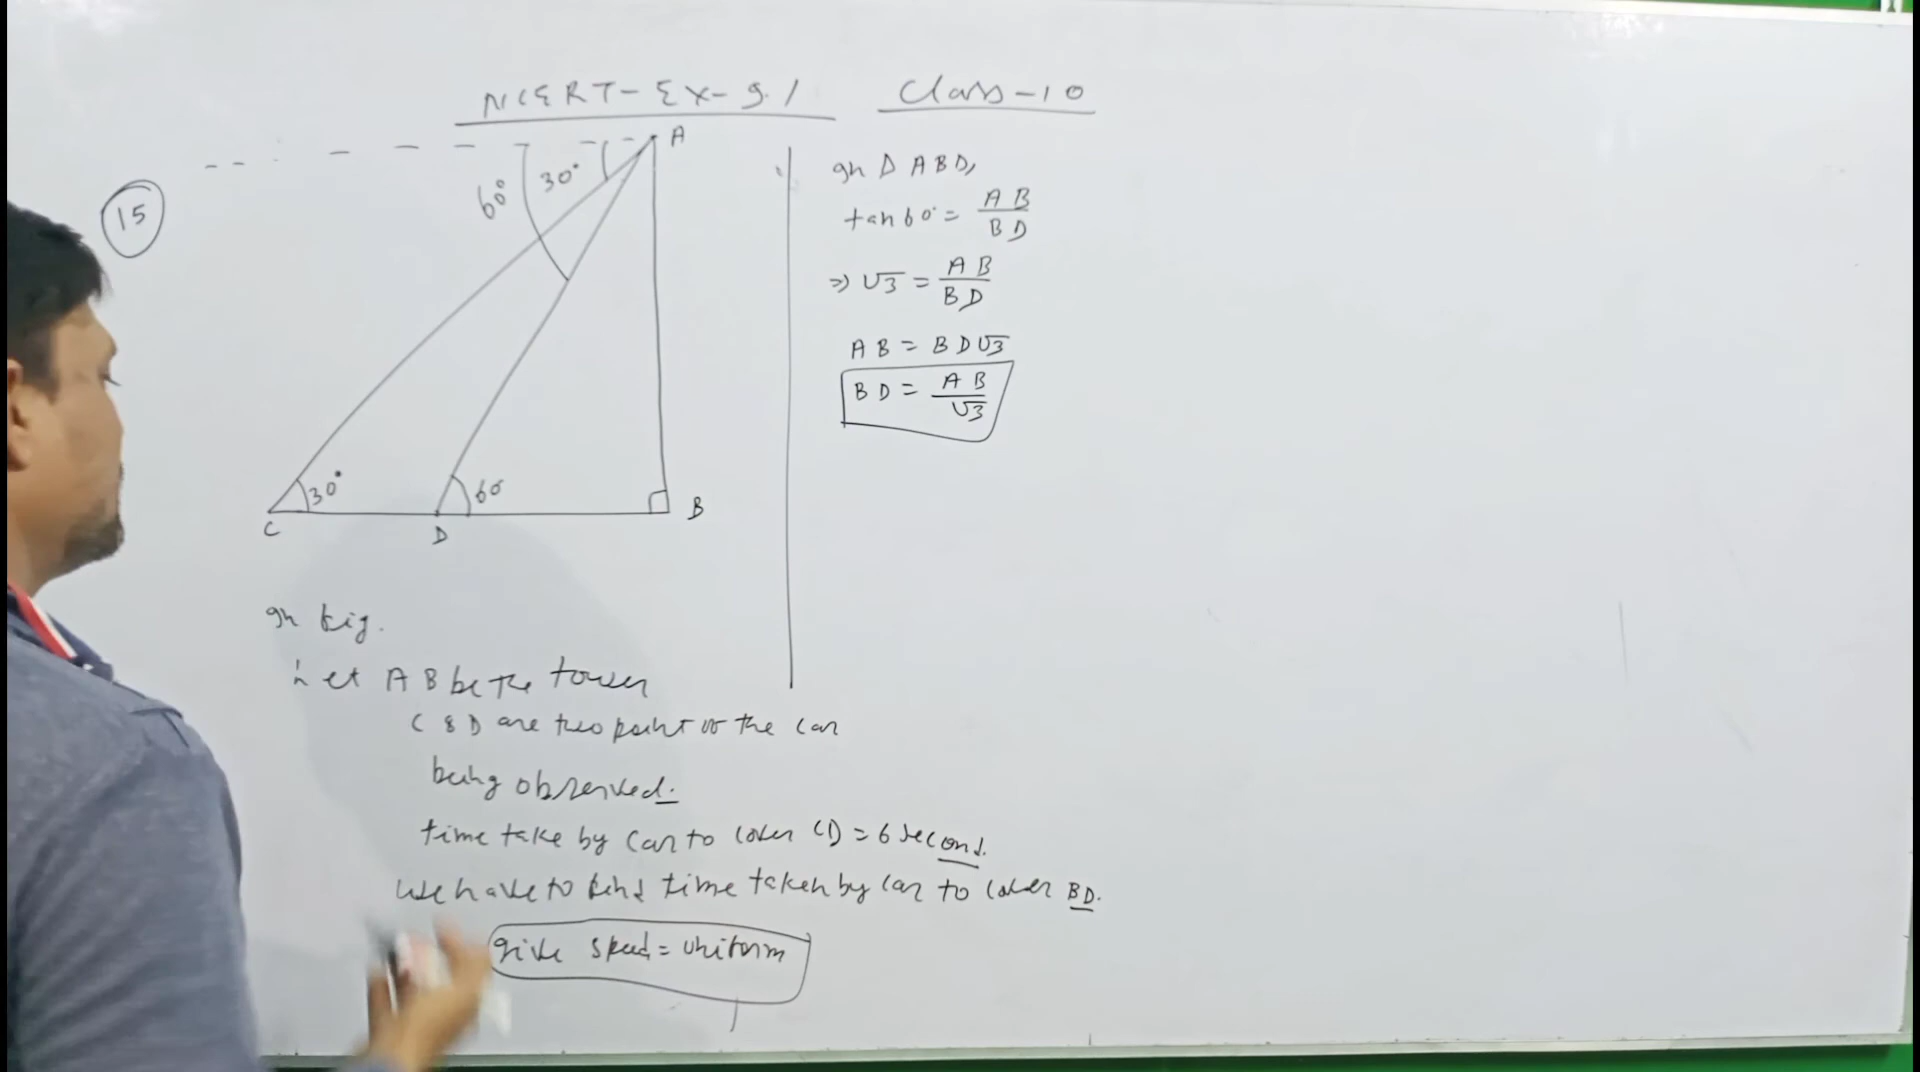 NCERT-Ex-9.1 Class-10
15
A
60°
30°
30°
60°
C
D
B
In fig.
Let AB be the tower
C & D are two point of the car
being observed.
time take by car to cover CD = 6 second.
We have to find time taken by car to cover BD.
give speed = uniform
In Δ ABD,
tan 60° = AB/BD
=) √3 = AB/BD
AB = BD√3
BD = AB/√3